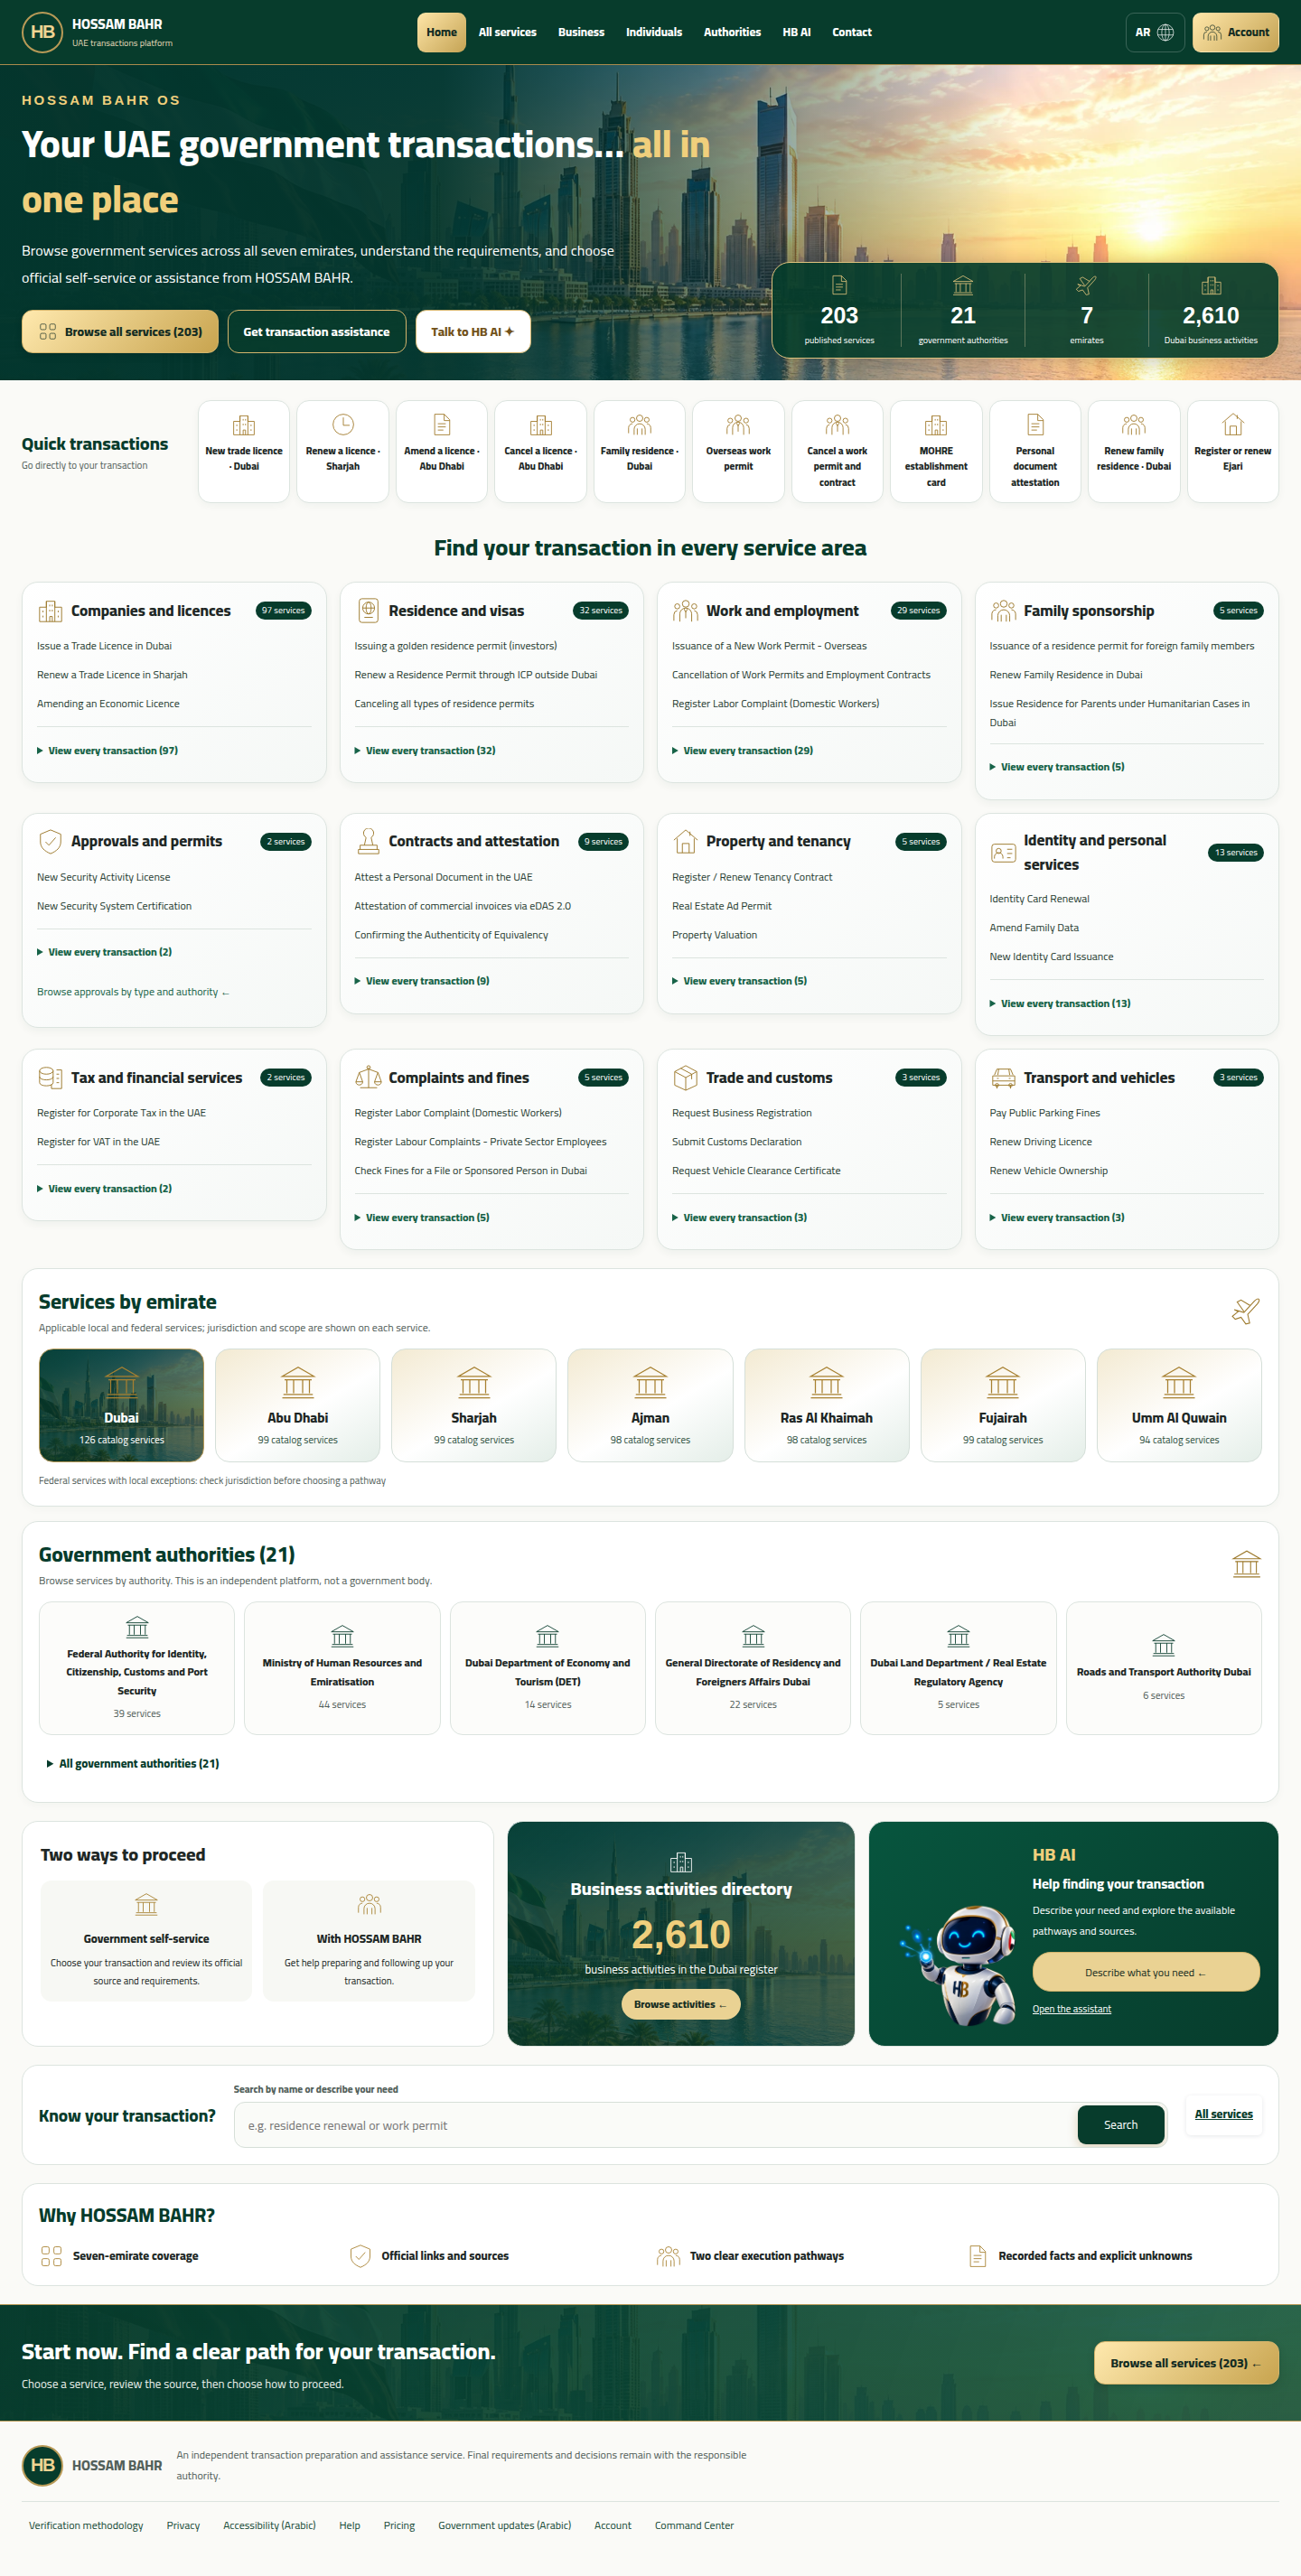 HB
HOSSAM BAHR
UAE transactions platform
Home
All services
Business
Individuals
Authorities
HB AI
Contact
AR
Account
HOSSAM BAHR OS
Your UAE government transactions... all in
one place
Browse government services across all seven emirates, understand the requirements, and choose
official self-service or assistance from HOSSAM BAHR.
Browse all services (203)
Get transaction assistance
Talk to HB AI ✦
203
published services
21
government authorities
7
emirates
2,610
Dubai business activities
Quick transactions
Go directly to your transaction
New trade licence
· Dubai
Renew a licence ·
Sharjah
Amend a licence ·
Abu Dhabi
Cancel a licence ·
Abu Dhabi
Family residence ·
Dubai
Overseas work
permit
Cancel a work
permit and
contract
MOHRE
establishment
card
Personal
document
attestation
Renew family
residence · Dubai
Register or renew
Ejari
Find your transaction in every service area
Companies and licences
97 services
Issue a Trade Licence in Dubai
Renew a Trade Licence in Sharjah
Amending an Economic Licence
▶ View every transaction (97)
Residence and visas
32 services
Issuing a golden residence permit (investors)
Renew a Residence Permit through ICP outside Dubai
Canceling all types of residence permits
▶ View every transaction (32)
Work and employment
29 services
Issuance of a New Work Permit - Overseas
Cancellation of Work Permits and Employment Contracts
Register Labor Complaint (Domestic Workers)
▶ View every transaction (29)
Family sponsorship
5 services
Issuance of a residence permit for foreign family members
Renew Family Residence in Dubai
Issue Residence for Parents under Humanitarian Cases in
Dubai
▶ View every transaction (5)
Approvals and permits
2 services
New Security Activity License
New Security System Certification
▶ View every transaction (2)
Browse approvals by type and authority ←
Contracts and attestation
9 services
Attest a Personal Document in the UAE
Attestation of commercial invoices via eDAS 2.0
Confirming the Authenticity of Equivalency
▶ View every transaction (9)
Property and tenancy
5 services
Register / Renew Tenancy Contract
Real Estate Ad Permit
Property Valuation
▶ View every transaction (5)
Identity and personal
services
13 services
Identity Card Renewal
Amend Family Data
New Identity Card Issuance
▶ View every transaction (13)
Tax and financial services
2 services
Register for Corporate Tax in the UAE
Register for VAT in the UAE
▶ View every transaction (2)
Complaints and fines
5 services
Register Labor Complaint (Domestic Workers)
Register Labour Complaints - Private Sector Employees
Check Fines for a File or Sponsored Person in Dubai
▶ View every transaction (5)
Trade and customs
3 services
Request Business Registration
Submit Customs Declaration
Request Vehicle Clearance Certificate
▶ View every transaction (3)
Transport and vehicles
3 services
Pay Public Parking Fines
Renew Driving Licence
Renew Vehicle Ownership
▶ View every transaction (3)
Services by emirate
Applicable local and federal services; jurisdiction and scope are shown on each service.
Dubai
126 catalog services
Abu Dhabi
99 catalog services
Sharjah
99 catalog services
Ajman
98 catalog services
Ras Al Khaimah
98 catalog services
Fujairah
99 catalog services
Umm Al Quwain
94 catalog services
Federal services with local exceptions: check jurisdiction before choosing a pathway
Government authorities (21)
Browse services by authority. This is an independent platform, not a government body.
Federal Authority for Identity,
Citizenship, Customs and Port
Security
39 services
Ministry of Human Resources and
Emiratisation
44 services
Dubai Department of Economy and
Tourism (DET)
14 services
General Directorate of Residency and
Foreigners Affairs Dubai
22 services
Dubai Land Department / Real Estate
Regulatory Agency
5 services
Roads and Transport Authority Dubai
6 services
▶ All government authorities (21)
Two ways to proceed
Government self-service
Choose your transaction and review its official
source and requirements.
With HOSSAM BAHR
Get help preparing and following up your
transaction.
Business activities directory
2,610
business activities in the Dubai register
Browse activities ←
HB
HB AI
Help finding your transaction
Describe your need and explore the available
pathways and sources.
Describe what you need ←
Open the assistant
Know your transaction?
Search by name or describe your need
e.g. residence renewal or work permit
Search
All services
Why HOSSAM BAHR?
Seven-emirate coverage
Official links and sources
Two clear execution pathways
Recorded facts and explicit unknowns
Start now. Find a clear path for your transaction.
Choose a service, review the source, then choose how to proceed.
Browse all services (203) ←
HB
HOSSAM BAHR
An independent transaction preparation and assistance service. Final requirements and decisions remain with the responsible
authority.
Verification methodology
Privacy
Accessibility (Arabic)
Help
Pricing
Government updates (Arabic)
Account
Command Center